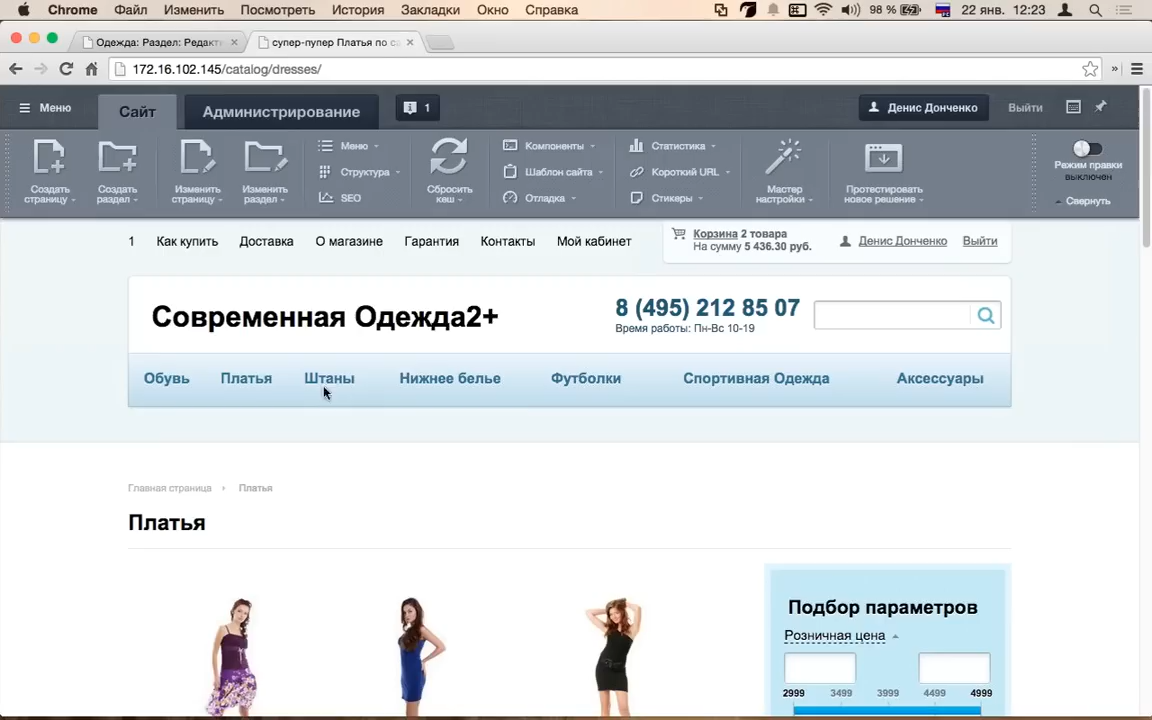 Chrome Файл Изменить Посмотреть История Закладки Окно Справка 98 % 22 янв. 12:23
Одежда: Раздел: Редакти
супер-пупер Платья по са
172.16.102.145/catalog/dresses/
Меню Сайт Администрирование 1 Денис Донченко Выйти
Создать страницу
Создать раздел
Изменить страницу
Изменить раздел
Меню
Структура
SEO
Сбросить кеш
Компоненты
Шаблон сайта
Отладка
Статистика
Короткий URL
Стикеры
Мастер настройки
Протестировать новое решение
Режим правки
выключен
Свернуть
1 Как купить Доставка О магазине Гарантия Контакты Мой кабинет
Корзина 2 товара
На сумму 5 436.30 руб.
Денис Донченко Выйти
Современная Одежда2+
8 (495) 212 85 07
Время работы: Пн-Вс 10-19
Обувь Платья Штаны Нижнее белье Футболки Спортивная Одежда Аксессуары
Главная страница Платья
Платья
Подбор параметров
Розничная цена
2999 3499 3999 4499 4999